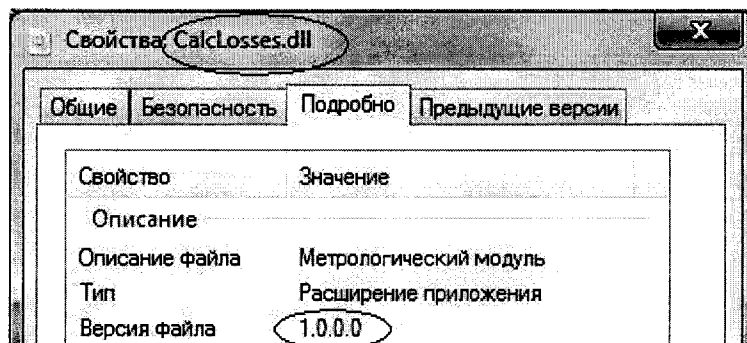 Свойства: CalcLosses.dll
Общие Безопасность Подробно Предыдущие версии
Свойство Значение
Описание
Описание файла Метрологический модуль
Тип Расширение приложения
Версия файла 1.0.0.0